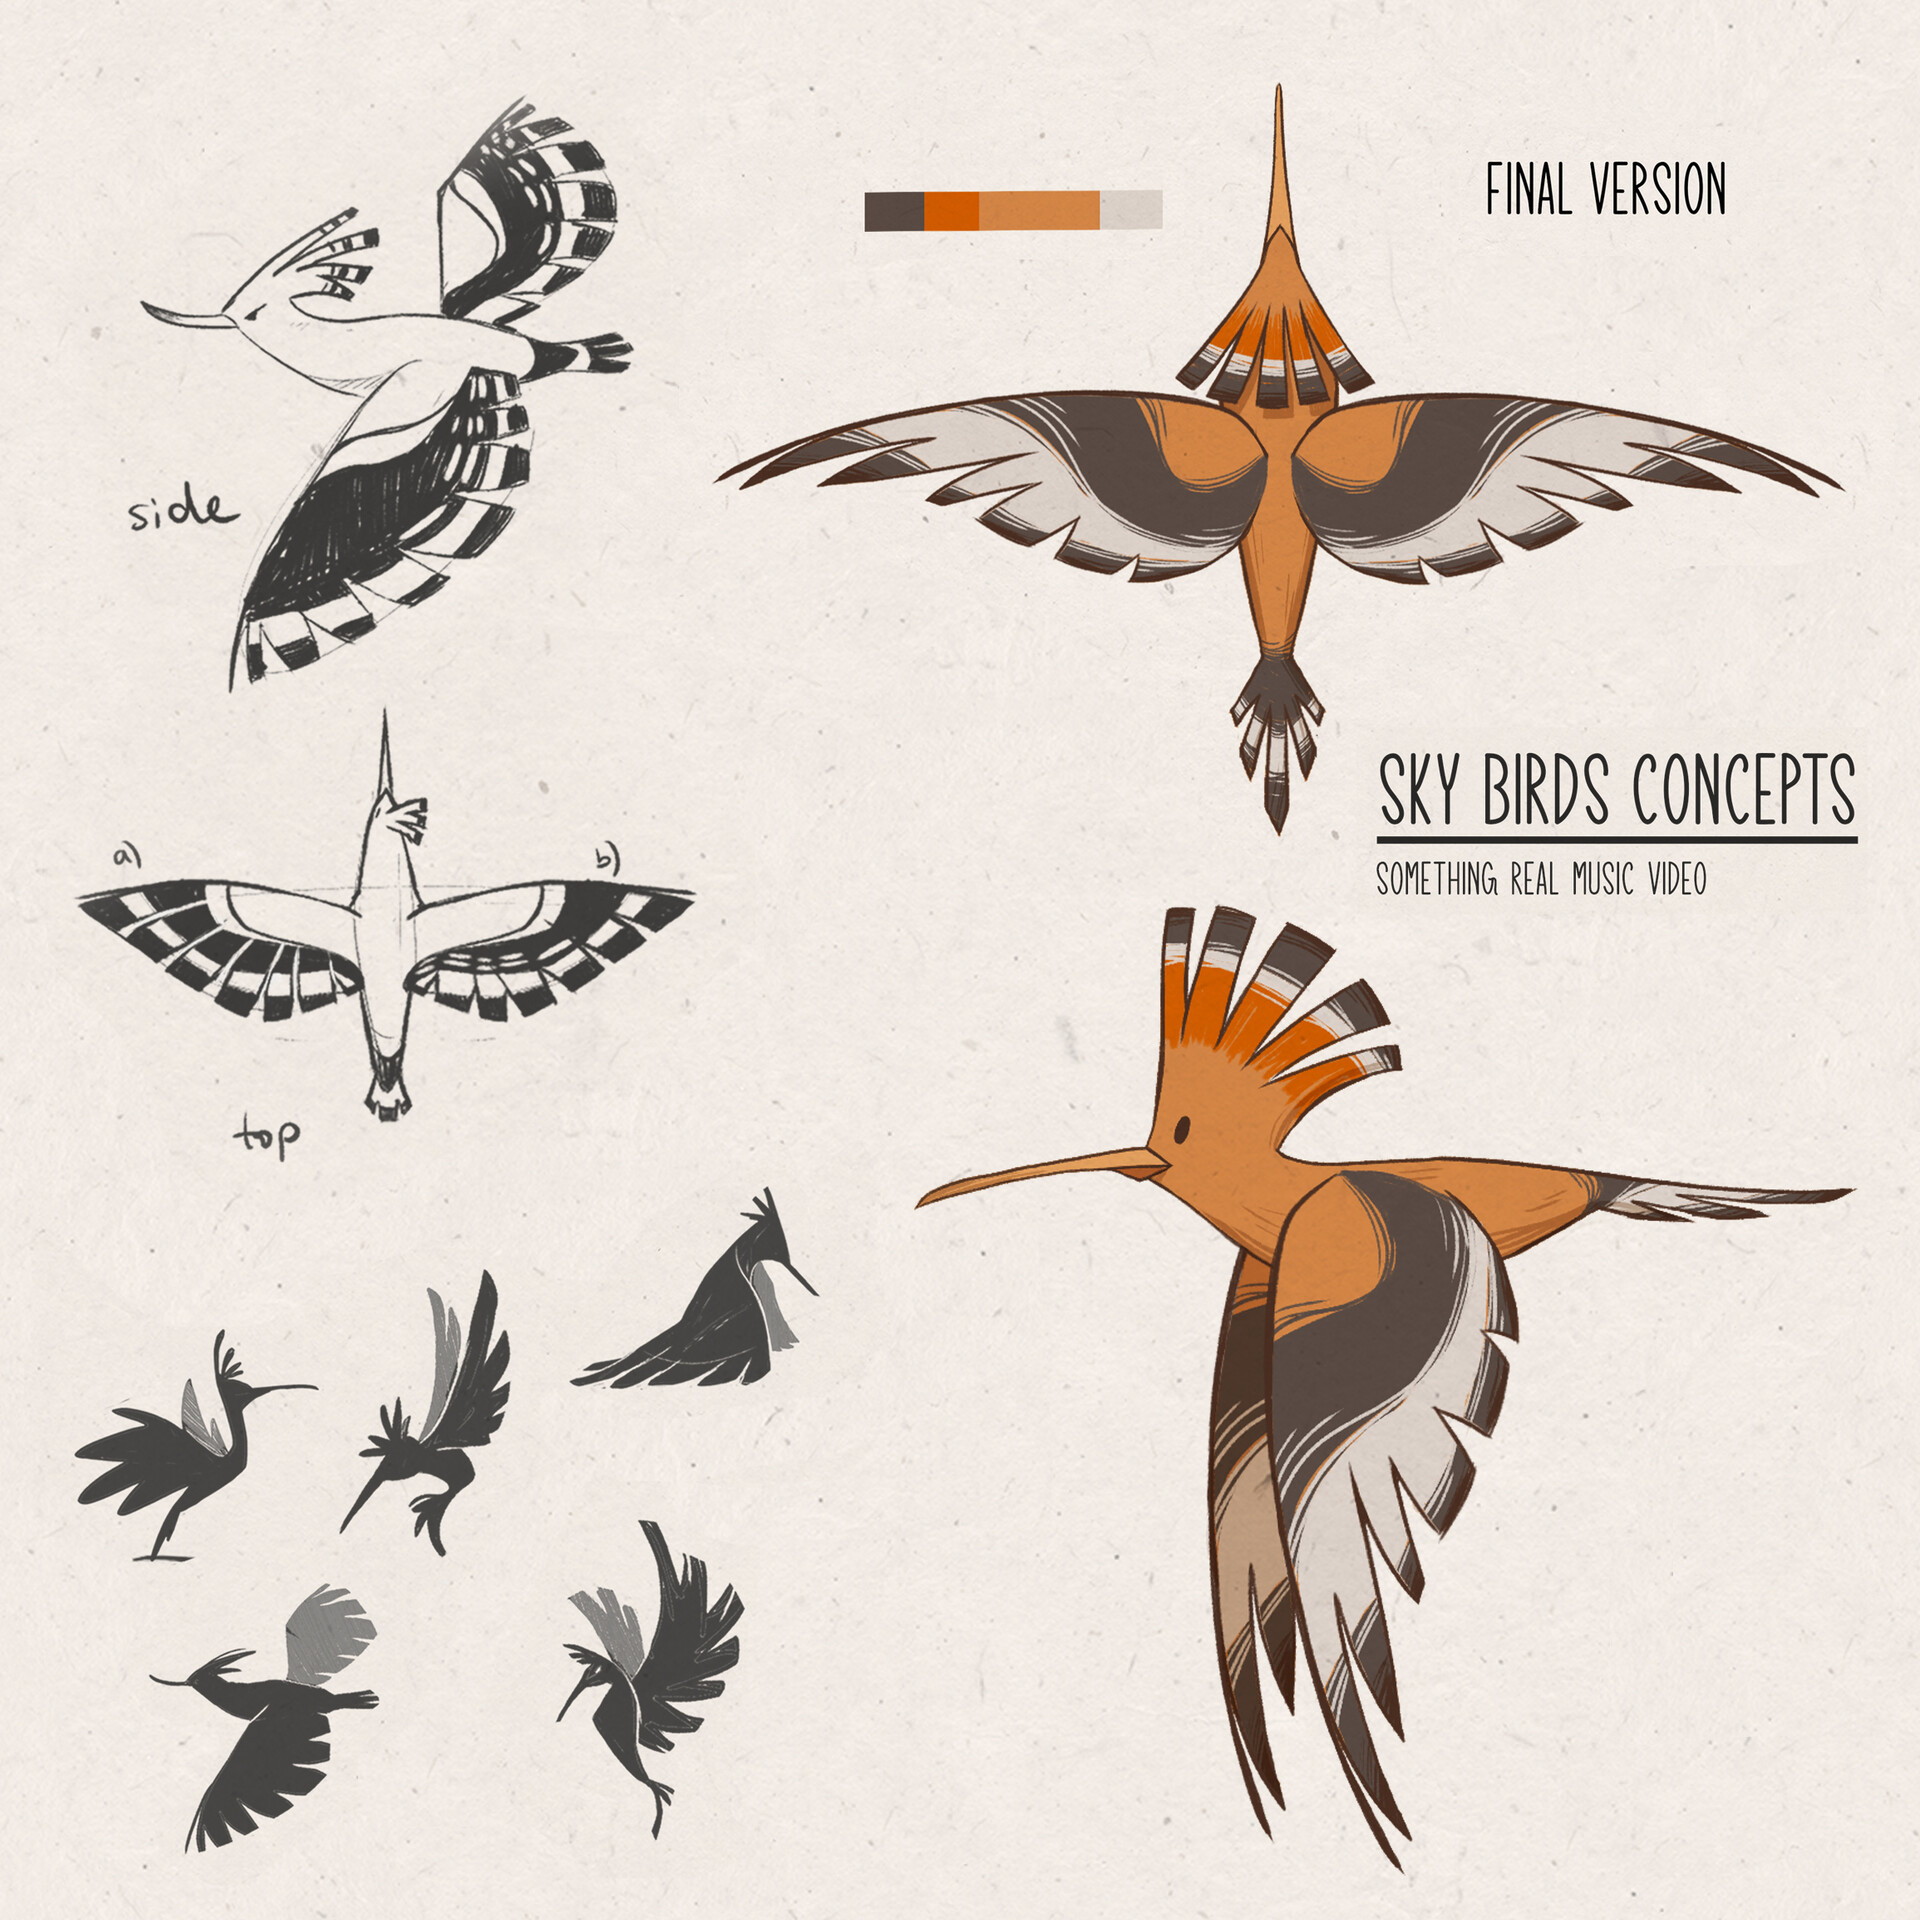 FINAL VERSION
side
SKY BIRDS CONCEPTS
SOMETHING REAL MUSIC VIDEO
a)
b)
top